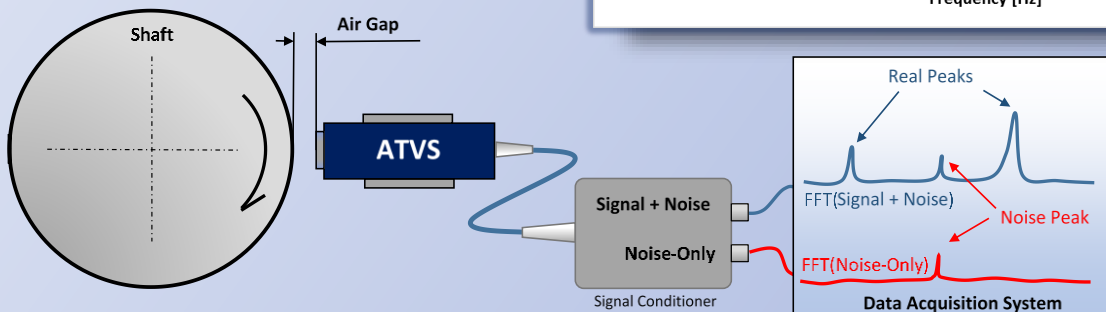 Frequency [Hz]
Shaft
Air Gap
ATVS
Signal + Noise
Noise-Only
Signal Conditioner
Real Peaks
FFT(Signal + Noise)
Noise Peak
FFT(Noise-Only)
Data Acquisition System